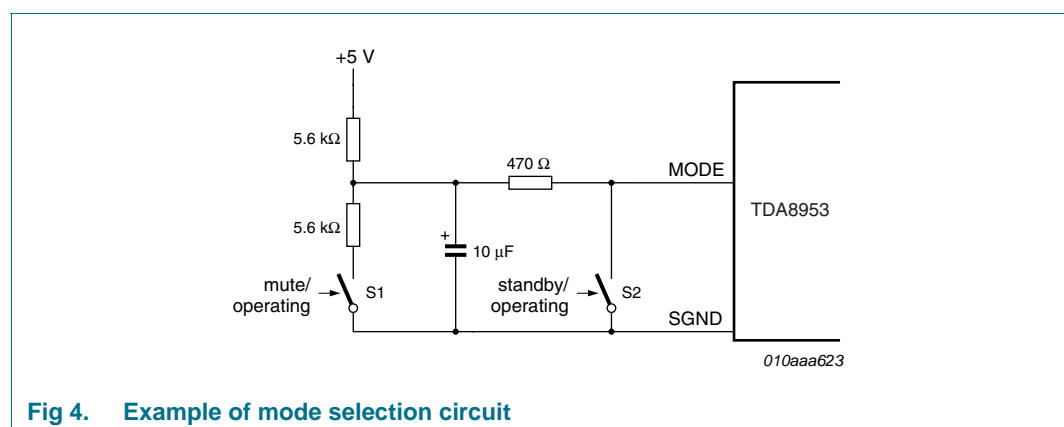 +5 V
5.6 kΩ
470 Ω
MODE
TDA8953
5.6 kΩ
+
10 μF
mute/
operating
S1
standby/
operating
S2
SGND
010aaa623
Fig 4. Example of mode selection circuit